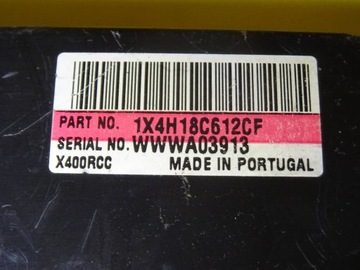 PART NO. 1X4H18C612CF
SERIAL NO. WWWA03913
X400RCC MADE IN PORTUGAL